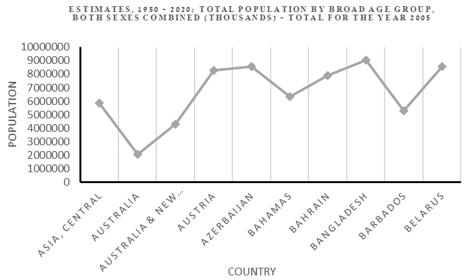 ESTIMATES, 1950 - 2020: TOTAL POPULATION BY BROAD AGE GROUP,
BOTH SEXES COMBINED (THOUSANDS) - TOTAL FOR THE YEAR 2005
POPULATION
10000000
9000000
8000000
7000000
6000000
5000000
4000000
3000000
2000000
1000000
0
ASIA, CENTRAL
AUSTRALIA
AUSTRALIA & NEW...
AUSTRIA
AZERBAIJAN
BAHAMAS
BAHRAIN
BANGLADESH
BARBADOS
BELARUS
COUNTRY